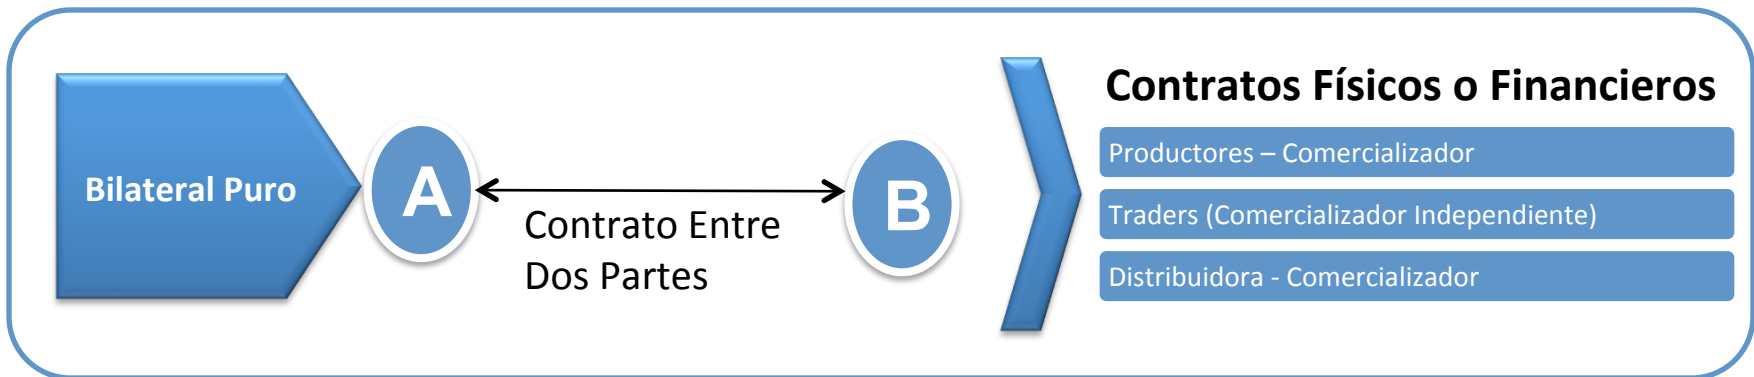 Bilateral Puro
A
Contrato Entre
Dos Partes
B
Contratos Físicos o Financieros
Productores – Comercializador
Traders (Comercializador Independiente)
Distribuidora - Comercializador